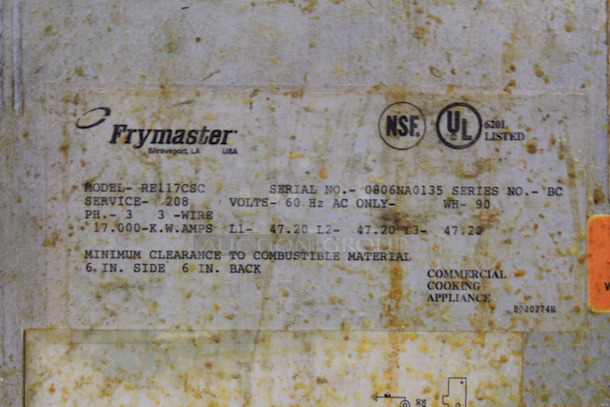 Frymaster
Shreveport, LA USA
NSF.
UL 620L LISTED
MODEL- RE117CSC SERIAL NO.- 0806NA0135 SERIES NO.- BC
SERVICE- 208 VOLTS- 60 Hz AC ONLY- WH- 90
PH.- 3 3 -WIRE
17.000-K.W.AMPS L1- 47.20 L2- 47.20 L3- 47.20
AUCTION GROUP
MINIMUM CLEARANCE TO COMBUSTIBLE MATERIAL
6 IN. SIDE 6 IN. BACK
COMMERCIAL
COOKING
APPLIANCE